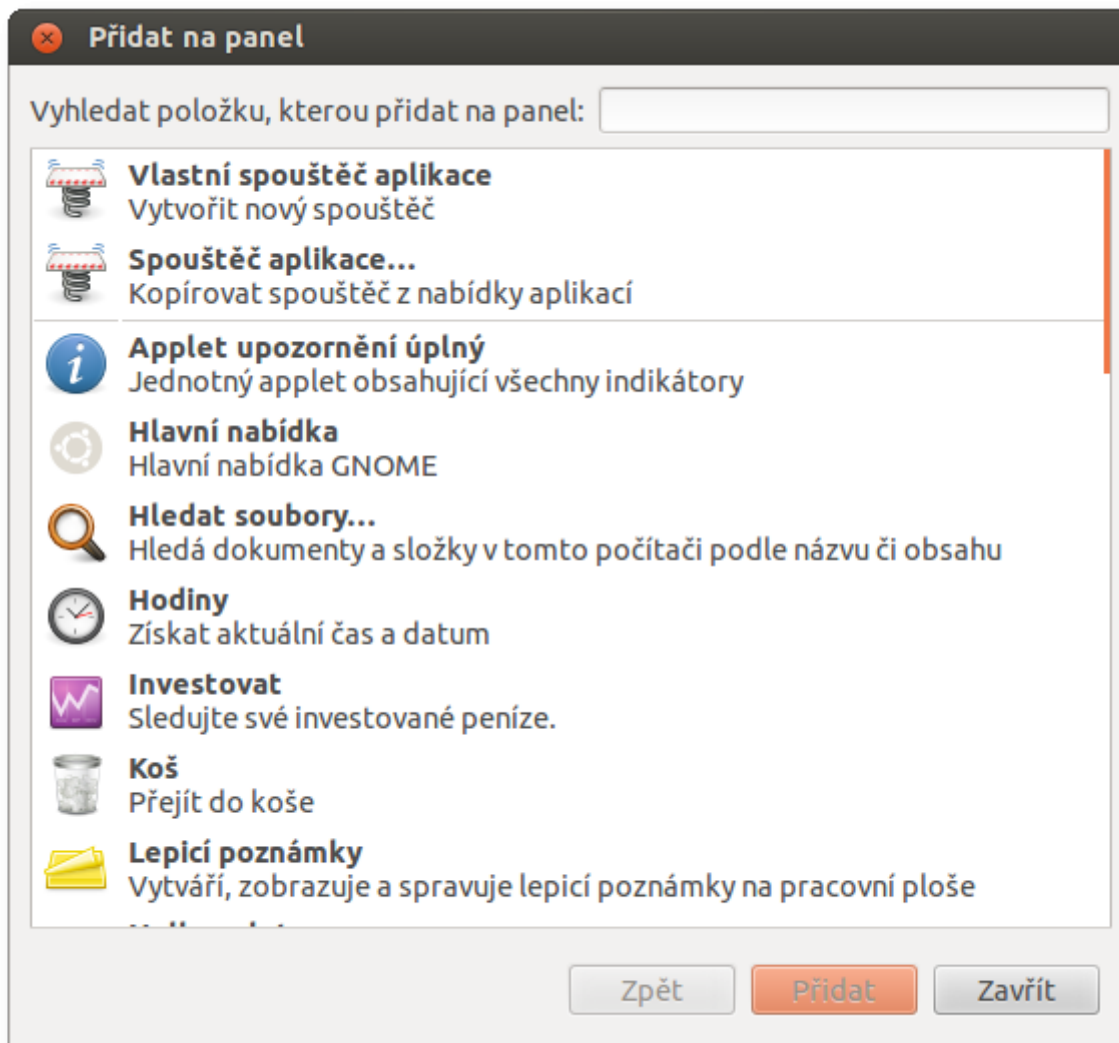 Přidat na panel
Vyhledat položku, kterou přidat na panel:
Vlastní spouštěč aplikace
Vytvořit nový spouštěč
Spouštěč aplikace...
Kopírovat spouštěč z nabídky aplikací
Applet upozornění úplný
Jednotný applet obsahující všechny indikátory
Hlavní nabídka
Hlavní nabídka GNOME
Hledat soubory...
Hledá dokumenty a složky v tomto počítači podle názvu či obsahu
Hodiny
Získat aktuální čas a datum
Investovat
Sledujte své investované peníze.
Koš
Přejít do koše
Lepicí poznámky
Vytváří, zobrazuje a spravuje lepicí poznámky na pracovní ploše
Zpět
Přidat
Zavřít